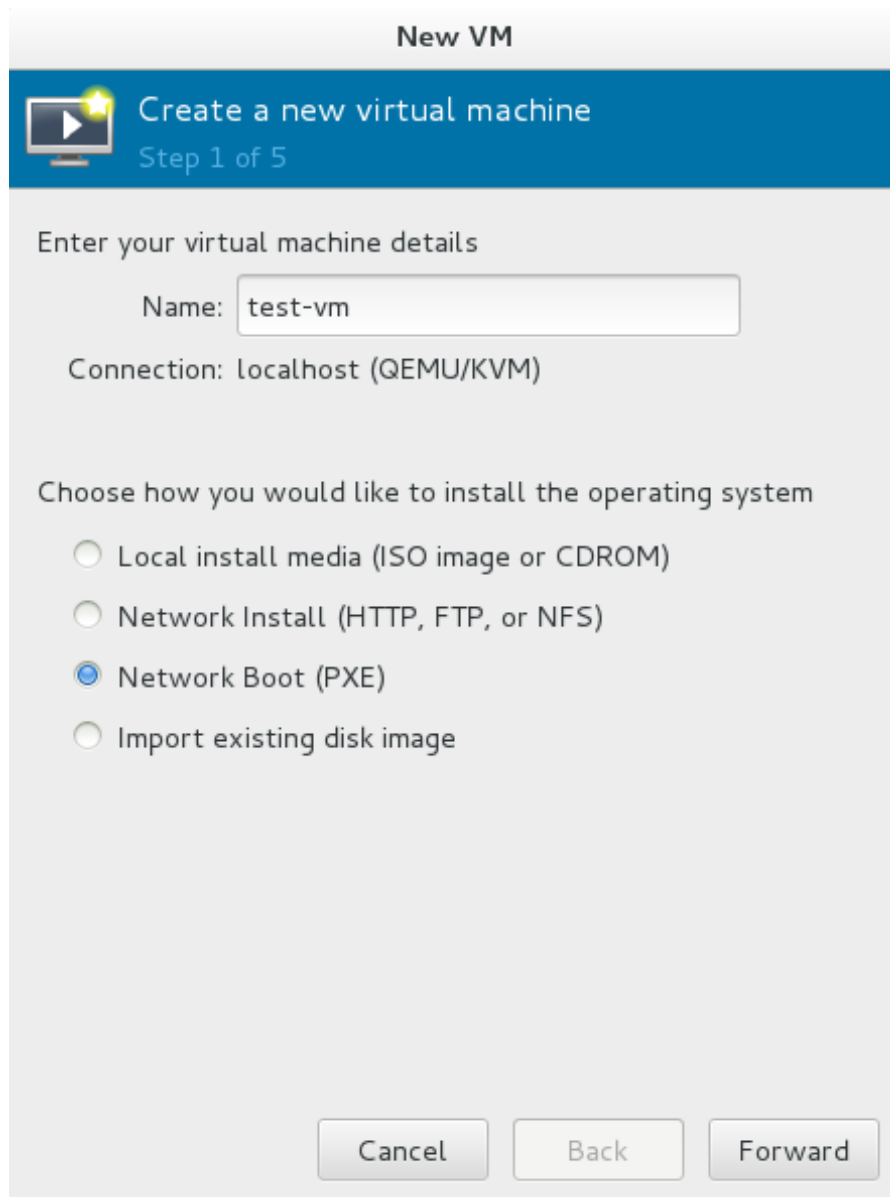 New VM
Create a new virtual machine
Step 1 of 5
Enter your virtual machine details
Name: test-vm
Connection: localhost (QEMU/KVM)
Choose how you would like to install the operating system
Local install media (ISO image or CDROM)
Network Install (HTTP, FTP, or NFS)
Network Boot (PXE)
Import existing disk image
Cancel Back Forward